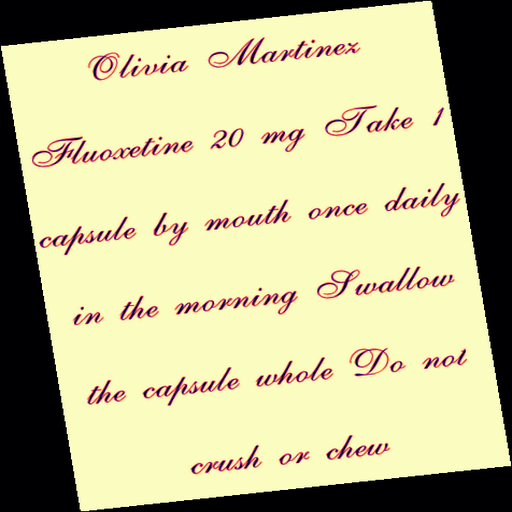 Olivia Martinez
Fluoxetine 20 mg Take 1
capsule by mouth once daily
in the morning Swallow
the capsule whole Do not
crush or chew